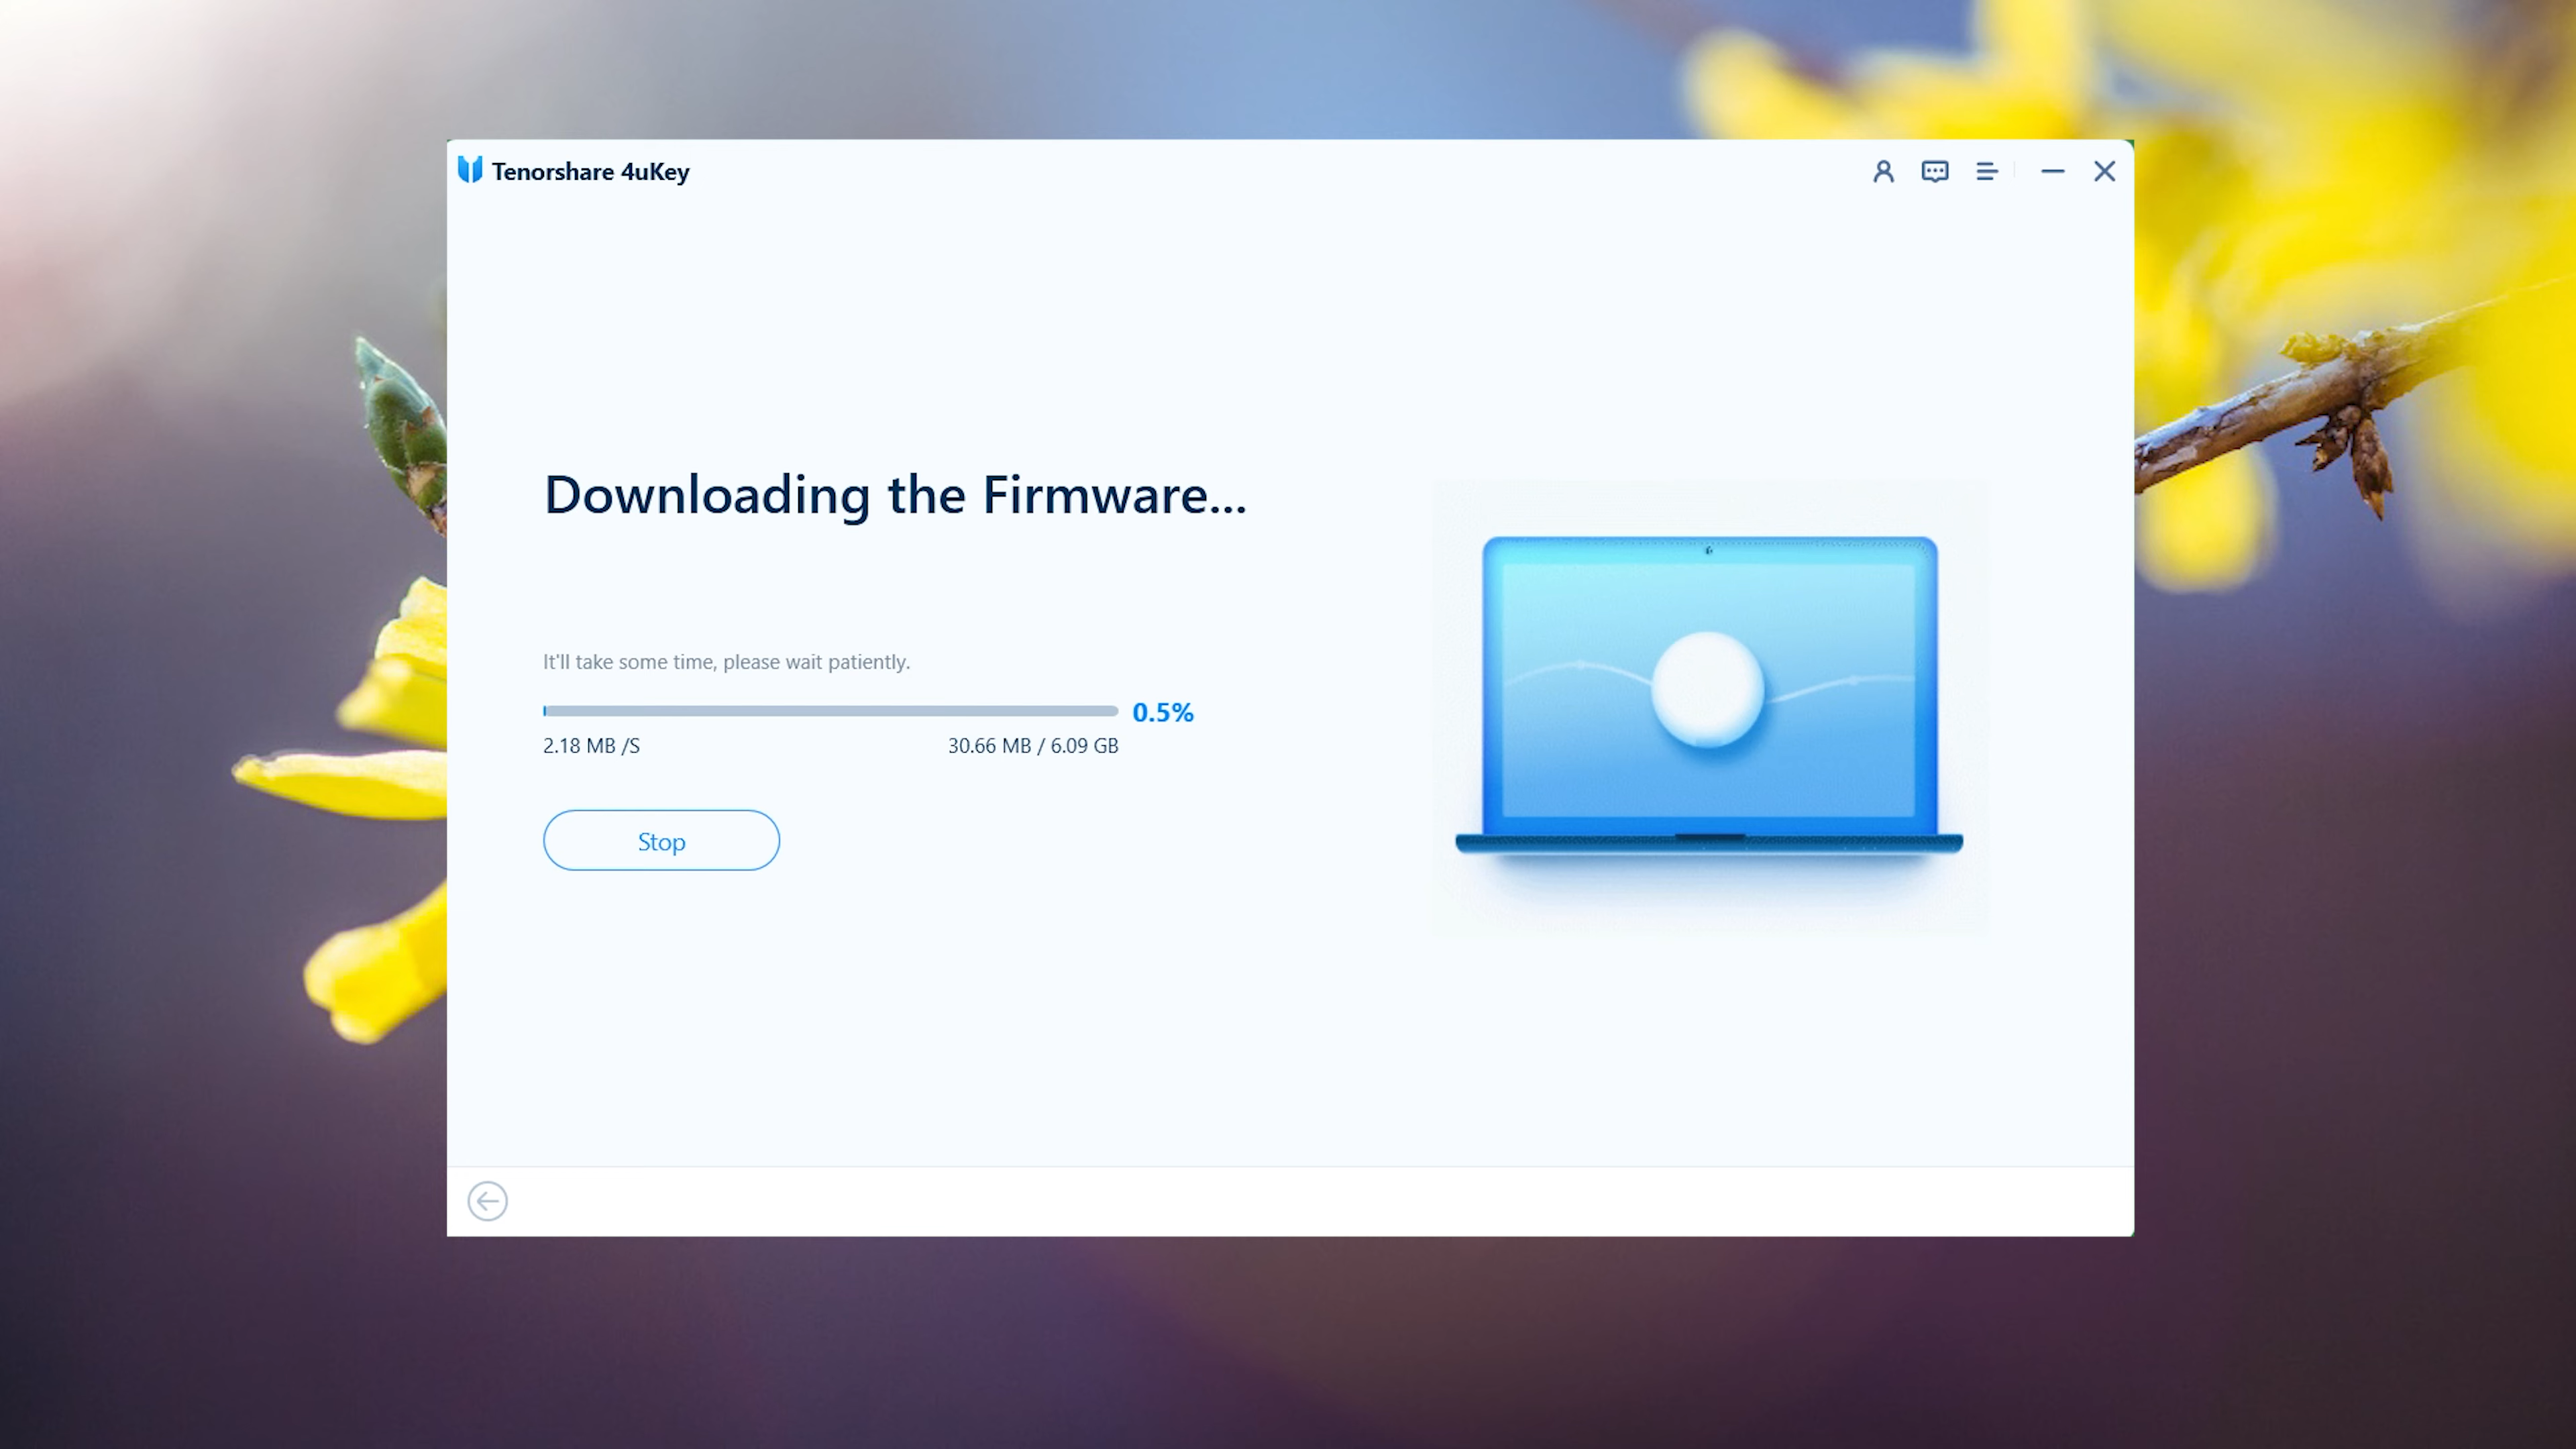 Tenorshare 4uKey
Downloading the Firmware...
It'll take some time, please wait patiently.
0.5%
2.18 MB /S
30.66 MB / 6.09 GB
Stop